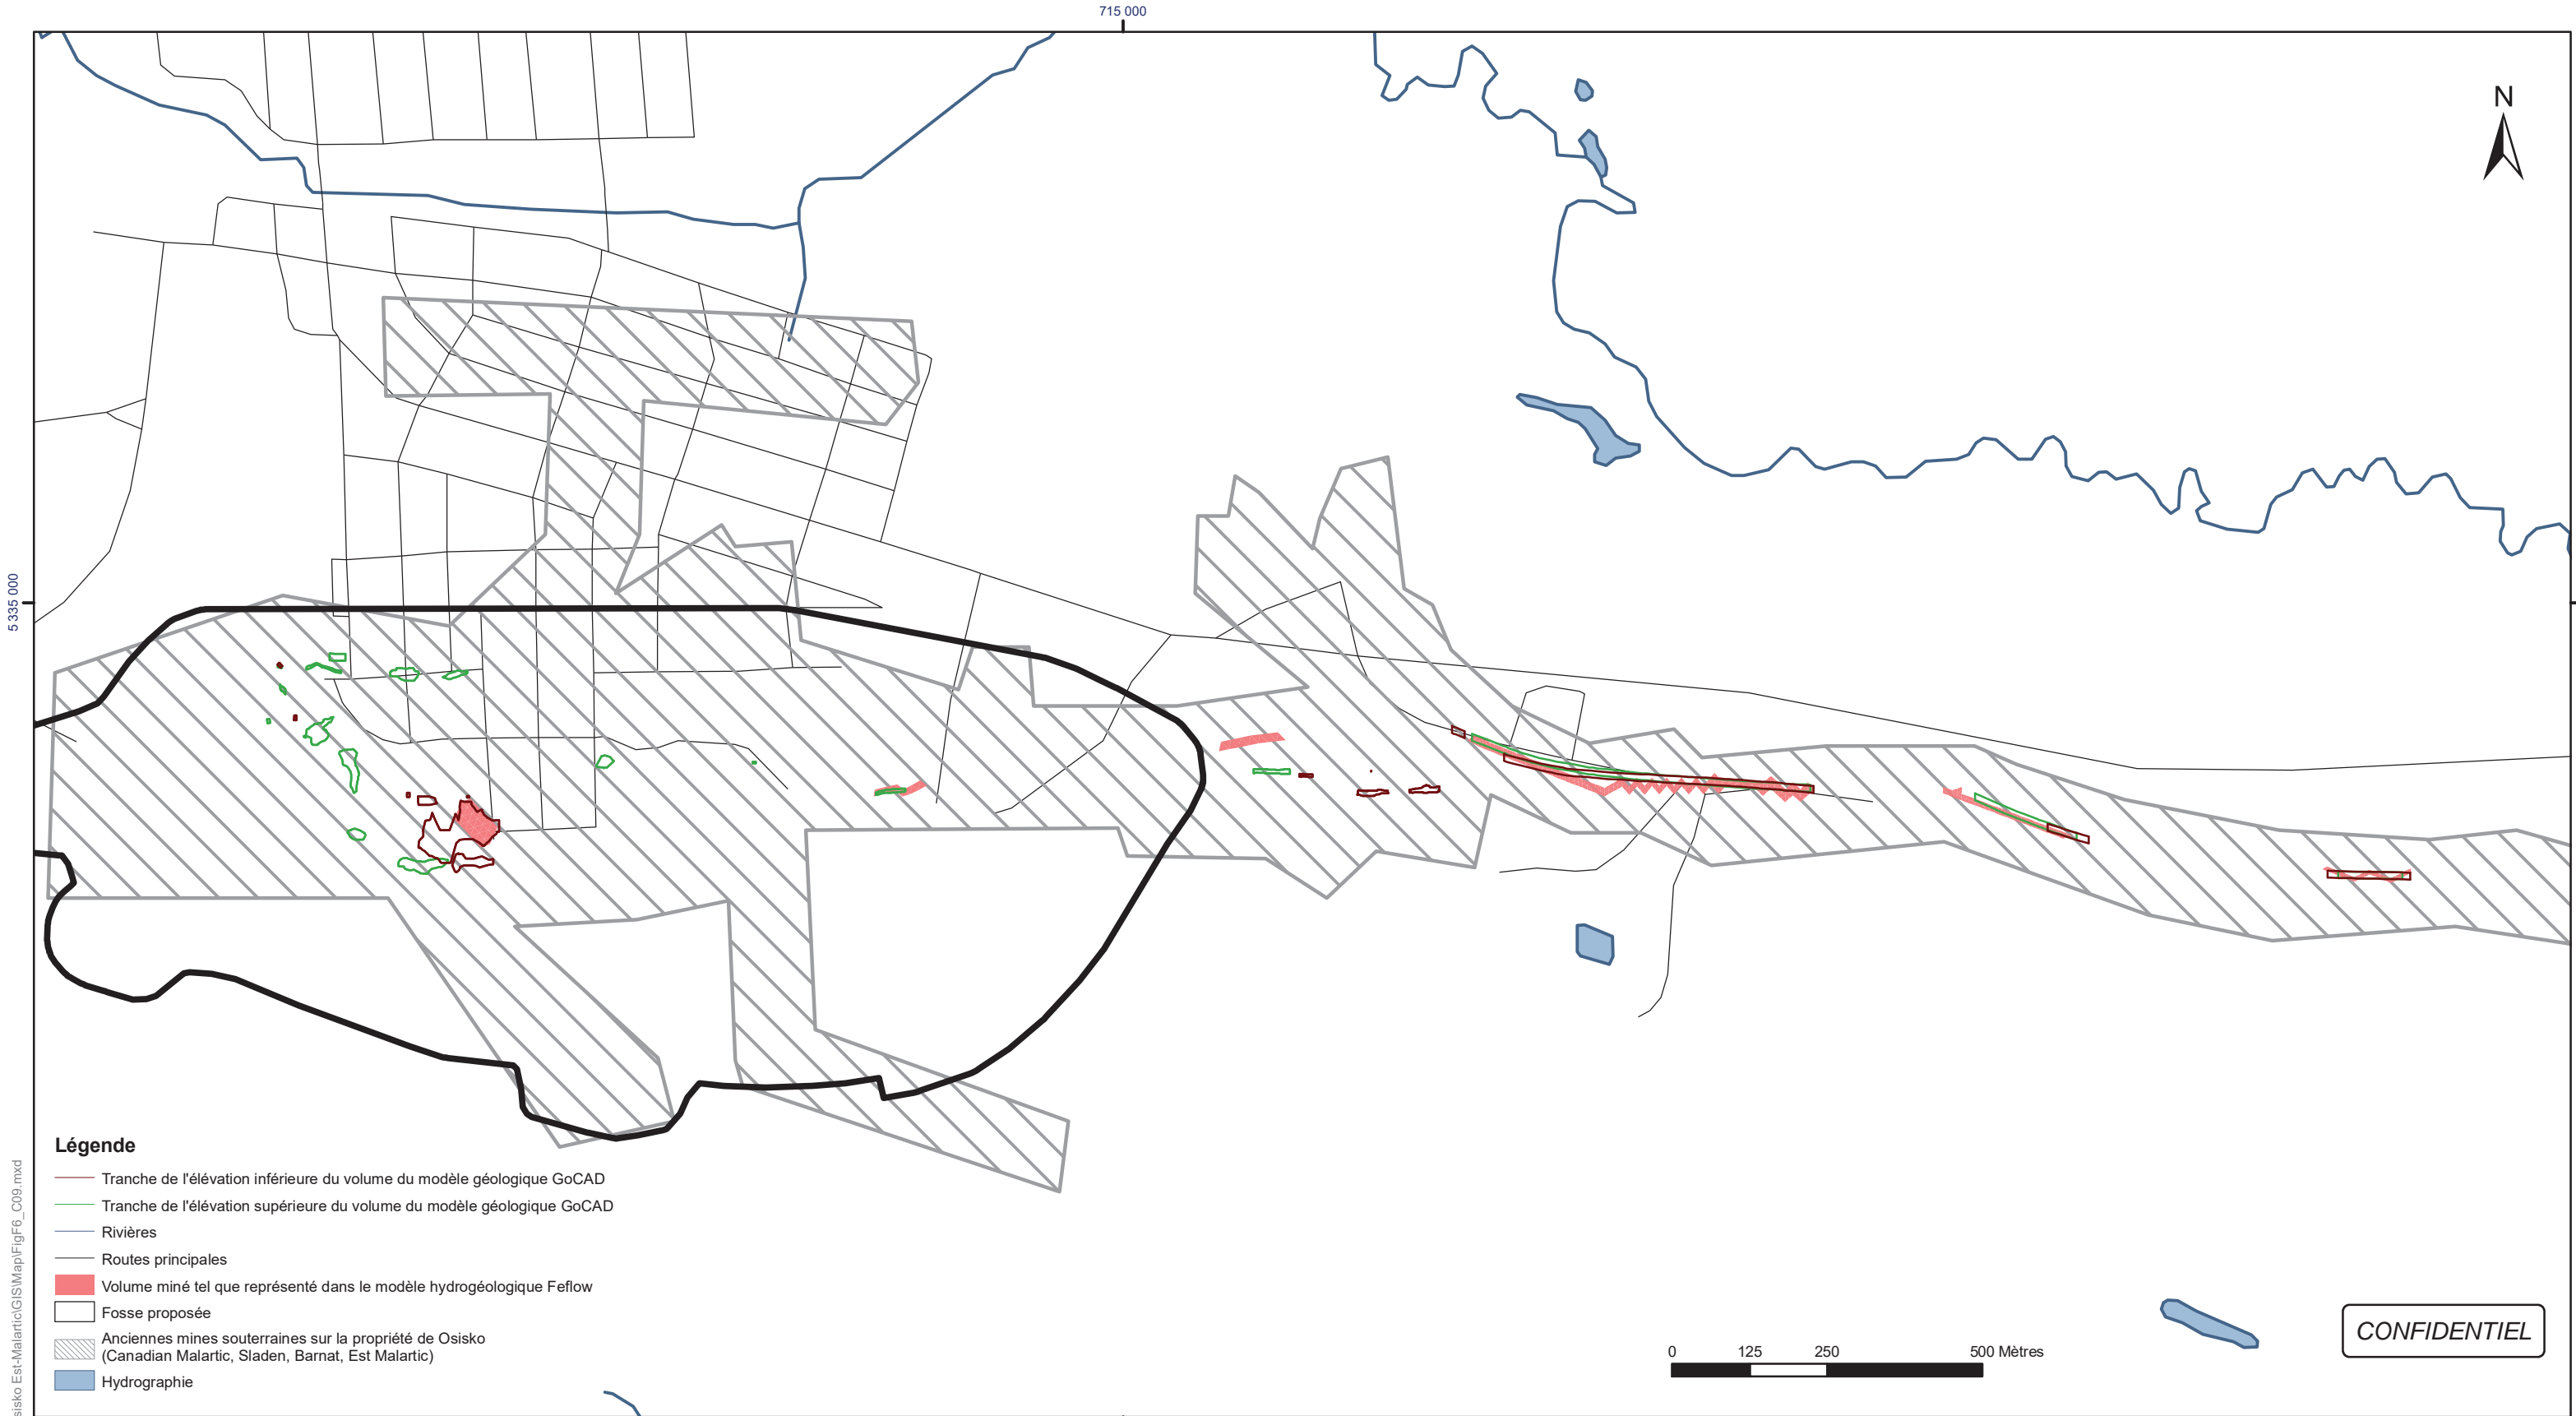 715 000
N
5 335 000
Légende
Tranche de l'élévation inférieure du volume du modèle géologique GoCAD
Tranche de l'élévation supérieure du volume du modèle géologique GoCAD
Rivières
Routes principales
Volume miné tel que représenté dans le modèle hydrogéologique Feflow
Fosse proposée
Anciennes mines souterraines sur la propriété de Osisko
(Canadian Malartic, Sladen, Barnat, Est Malartic)
Hydrographie
0 125 250 500 Mètres
CONFIDENTIEL
sisko Est-Malartic\GIS\Map\FigF6_C09.mxd